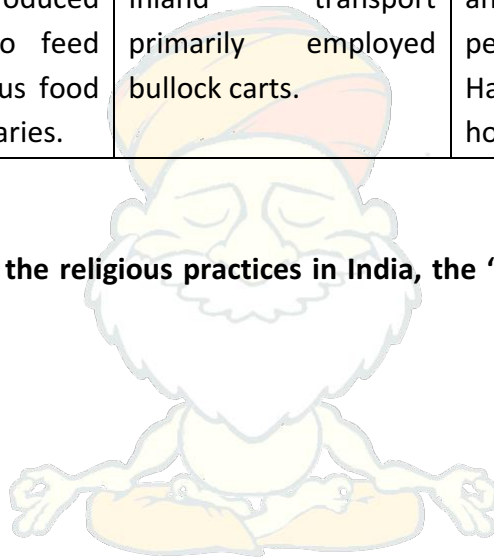 oduced
o feed
us food
aries.
Inland transport
primarily employed
bullock carts.
an
pe
Ha
ho
the religious practices in India, the ‘